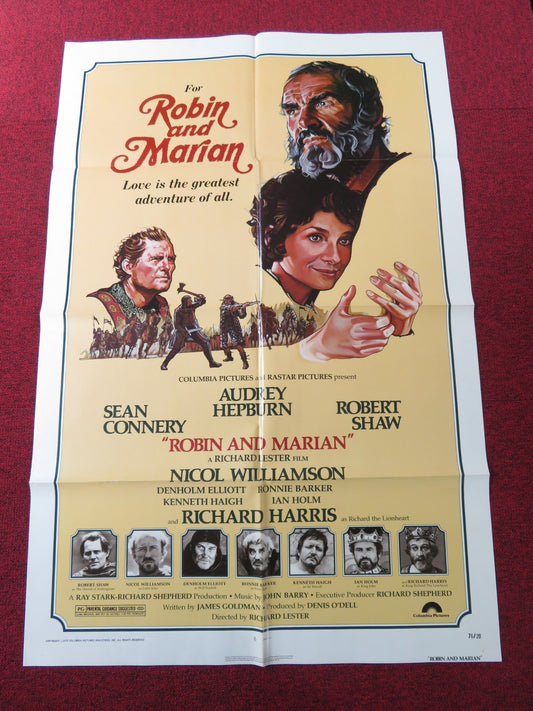 For
Robin
and
Marian
Love is the greatest
adventure of all.
COLUMBIA PICTURES and RASTAR PICTURES present
SEAN
CONNERY
AUDREY
HEPBURN
ROBERT
SHAW
"ROBIN AND MARIAN"
A RICHARD LESTER FILM
NICOL WILLIAMSON
DENHOLM ELLIOTT RONNIE BARKER
KENNETH HAIGH IAN HOLM
and RICHARD HARRIS as Richard the Lionheart
ROBERT SHAW NICOL WILLIAMSON DENHOLM ELLIOTT RONNIE BARKER KENNETH HAIGH IAN HOLM and RICHARD HARRIS
A RAY STARK-RICHARD SHEPHERD Production • Music by JOHN BARRY • Executive Producer RICHARD SHEPHERD
Written by JAMES GOLDMAN • Produced by DENIS O'DELL
Directed by RICHARD LESTER
PG PARENTAL GUIDANCE SUGGESTED
Columbia Pictures
76/20
"ROBIN AND MARIAN"